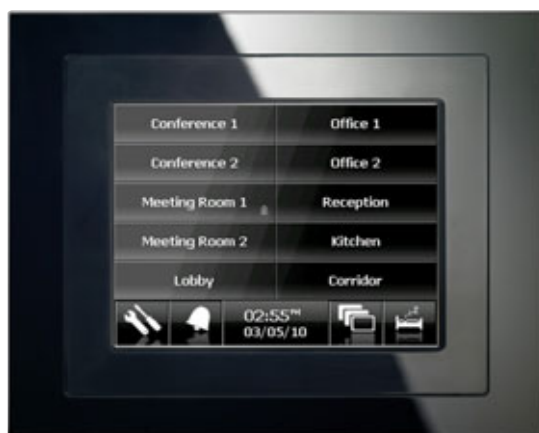 Conference 1 Office 1
Conference 2 Office 2
Meeting Room 1 Reception
Meeting Room 2 Kitchen
Lobby Corridor
02:55PM
03/05/10